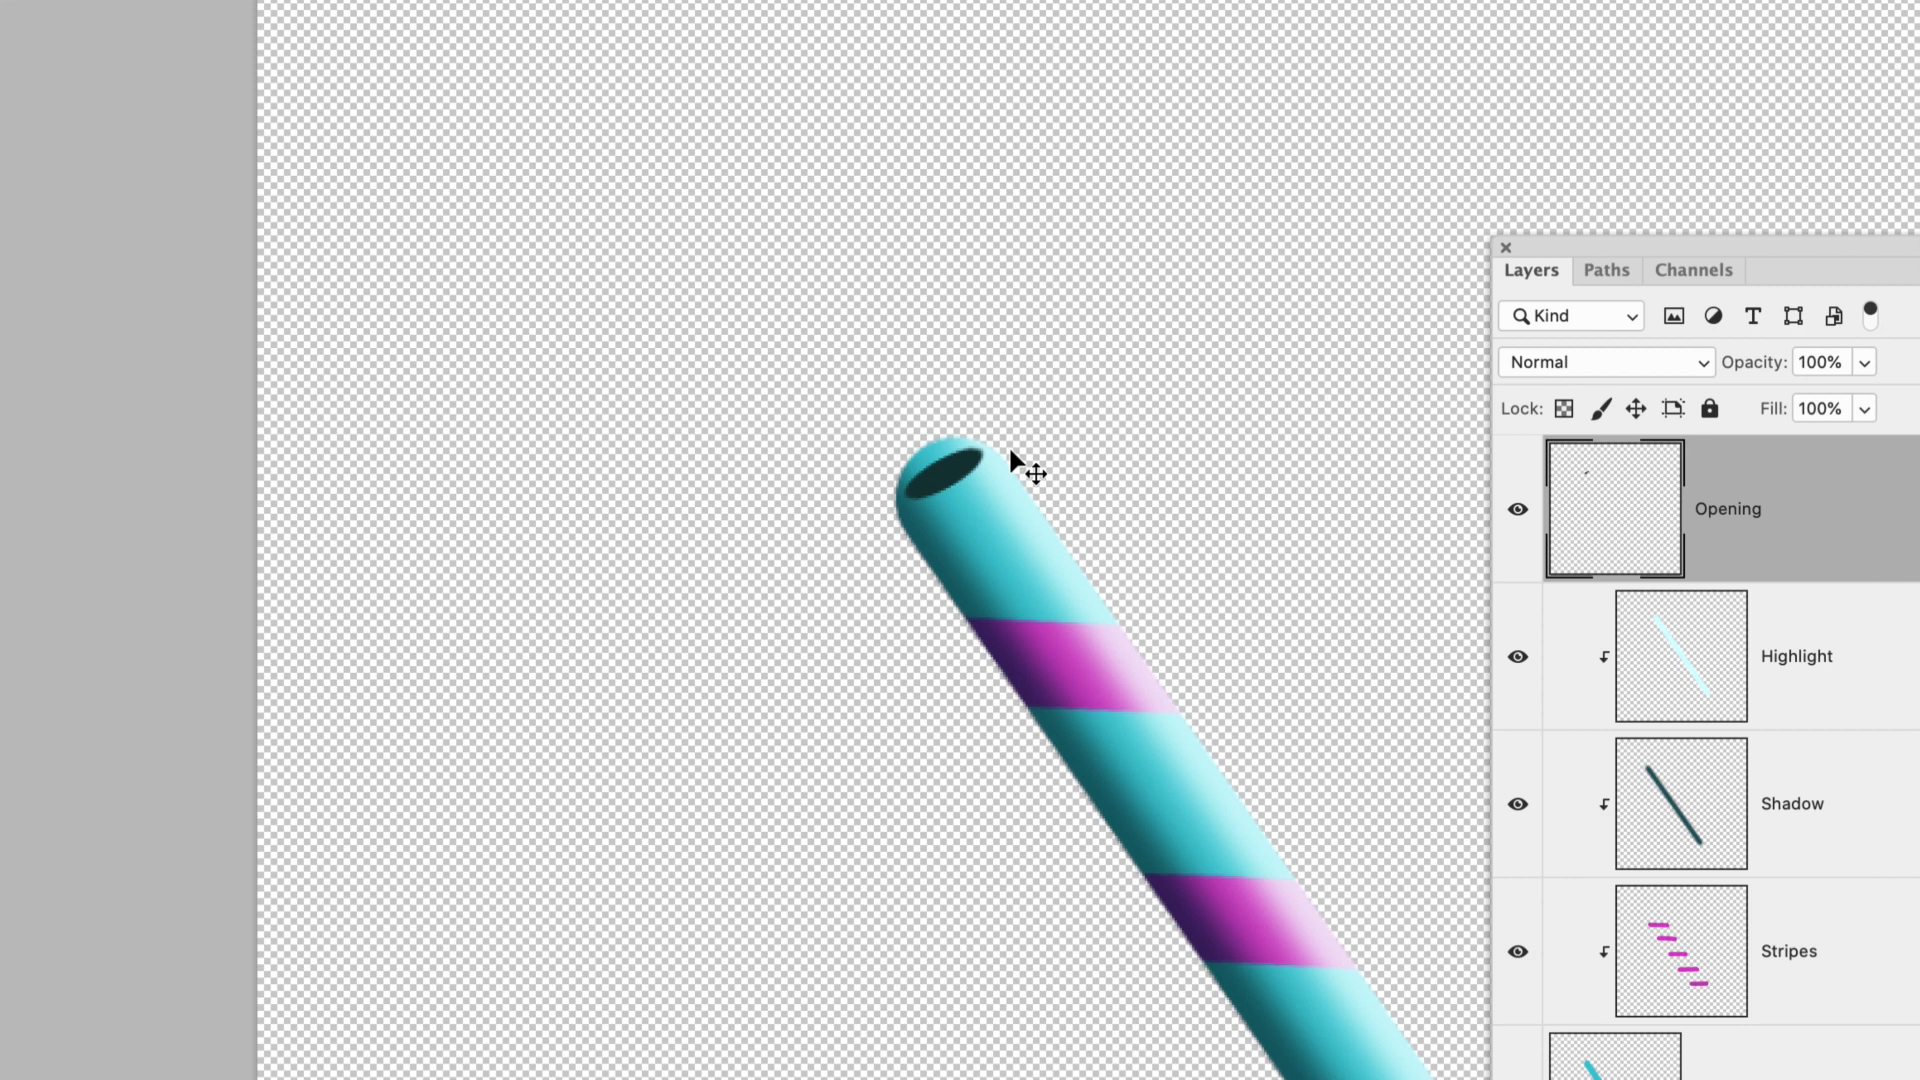 Layers Paths Channels
Kind
Normal Opacity: 100%
Lock: Fill: 100%
Opening
Highlight
Shadow
Stripes